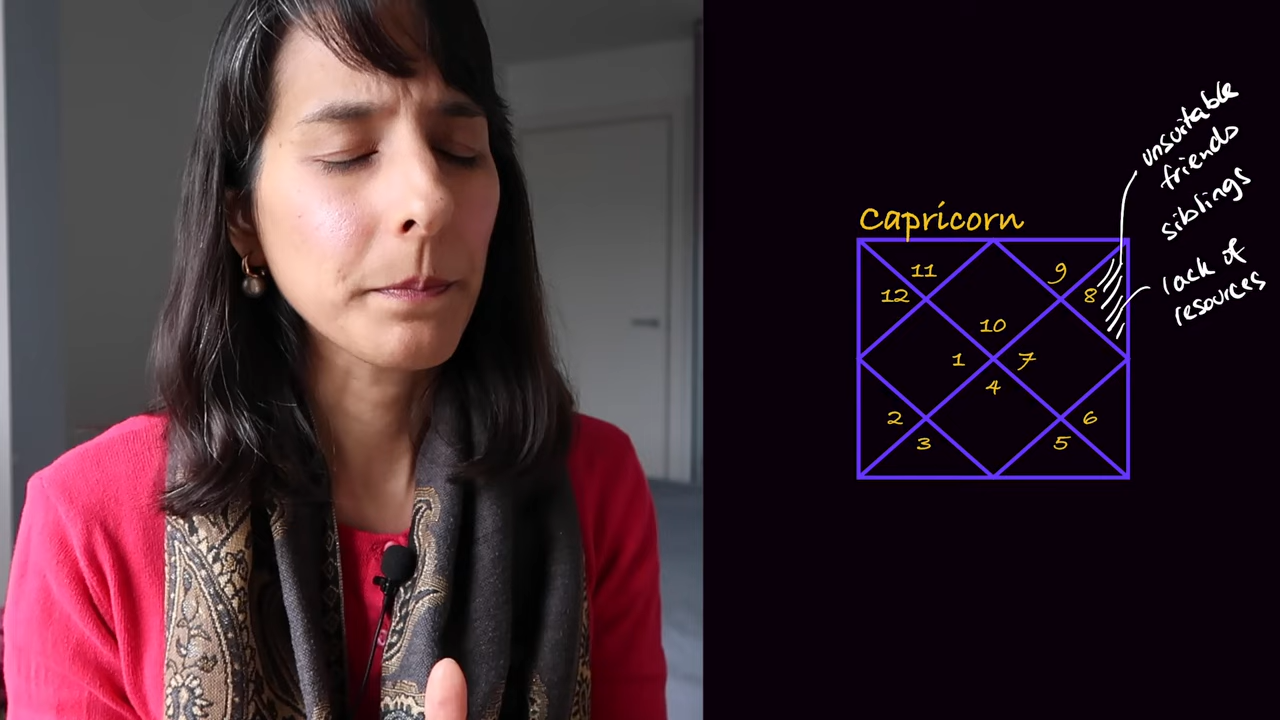 unsuitable
friends
siblings
lack of
resources
Capricorn
11
9
12
8
10
1
7
4
2
6
3
5